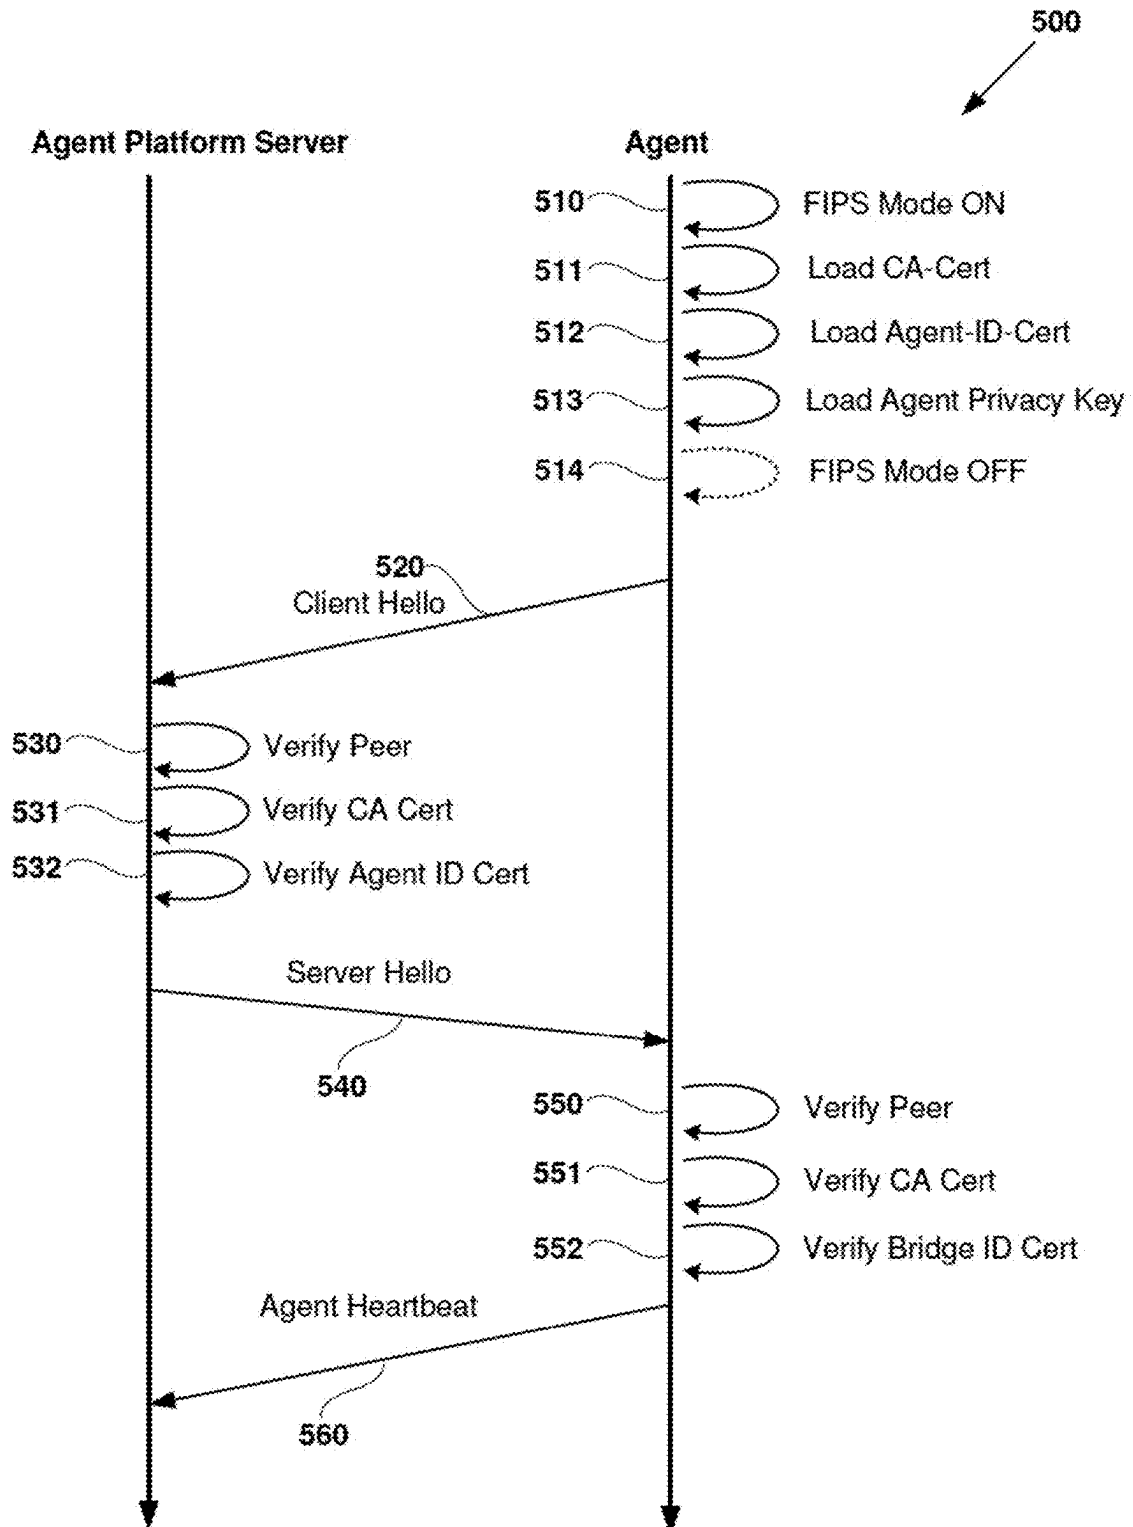 500
Agent Platform Server
Agent
510
FIPS Mode ON
511
Load CA-Cert
512
Load Agent-ID-Cert
513
Load Agent Privacy Key
514
FIPS Mode OFF
520
Client Hello
530
Verify Peer
531
Verify CA Cert
532
Verify Agent ID Cert
Server Hello
540
550
Verify Peer
551
Verify CA Cert
552
Verify Bridge ID Cert
Agent Heartbeat
560